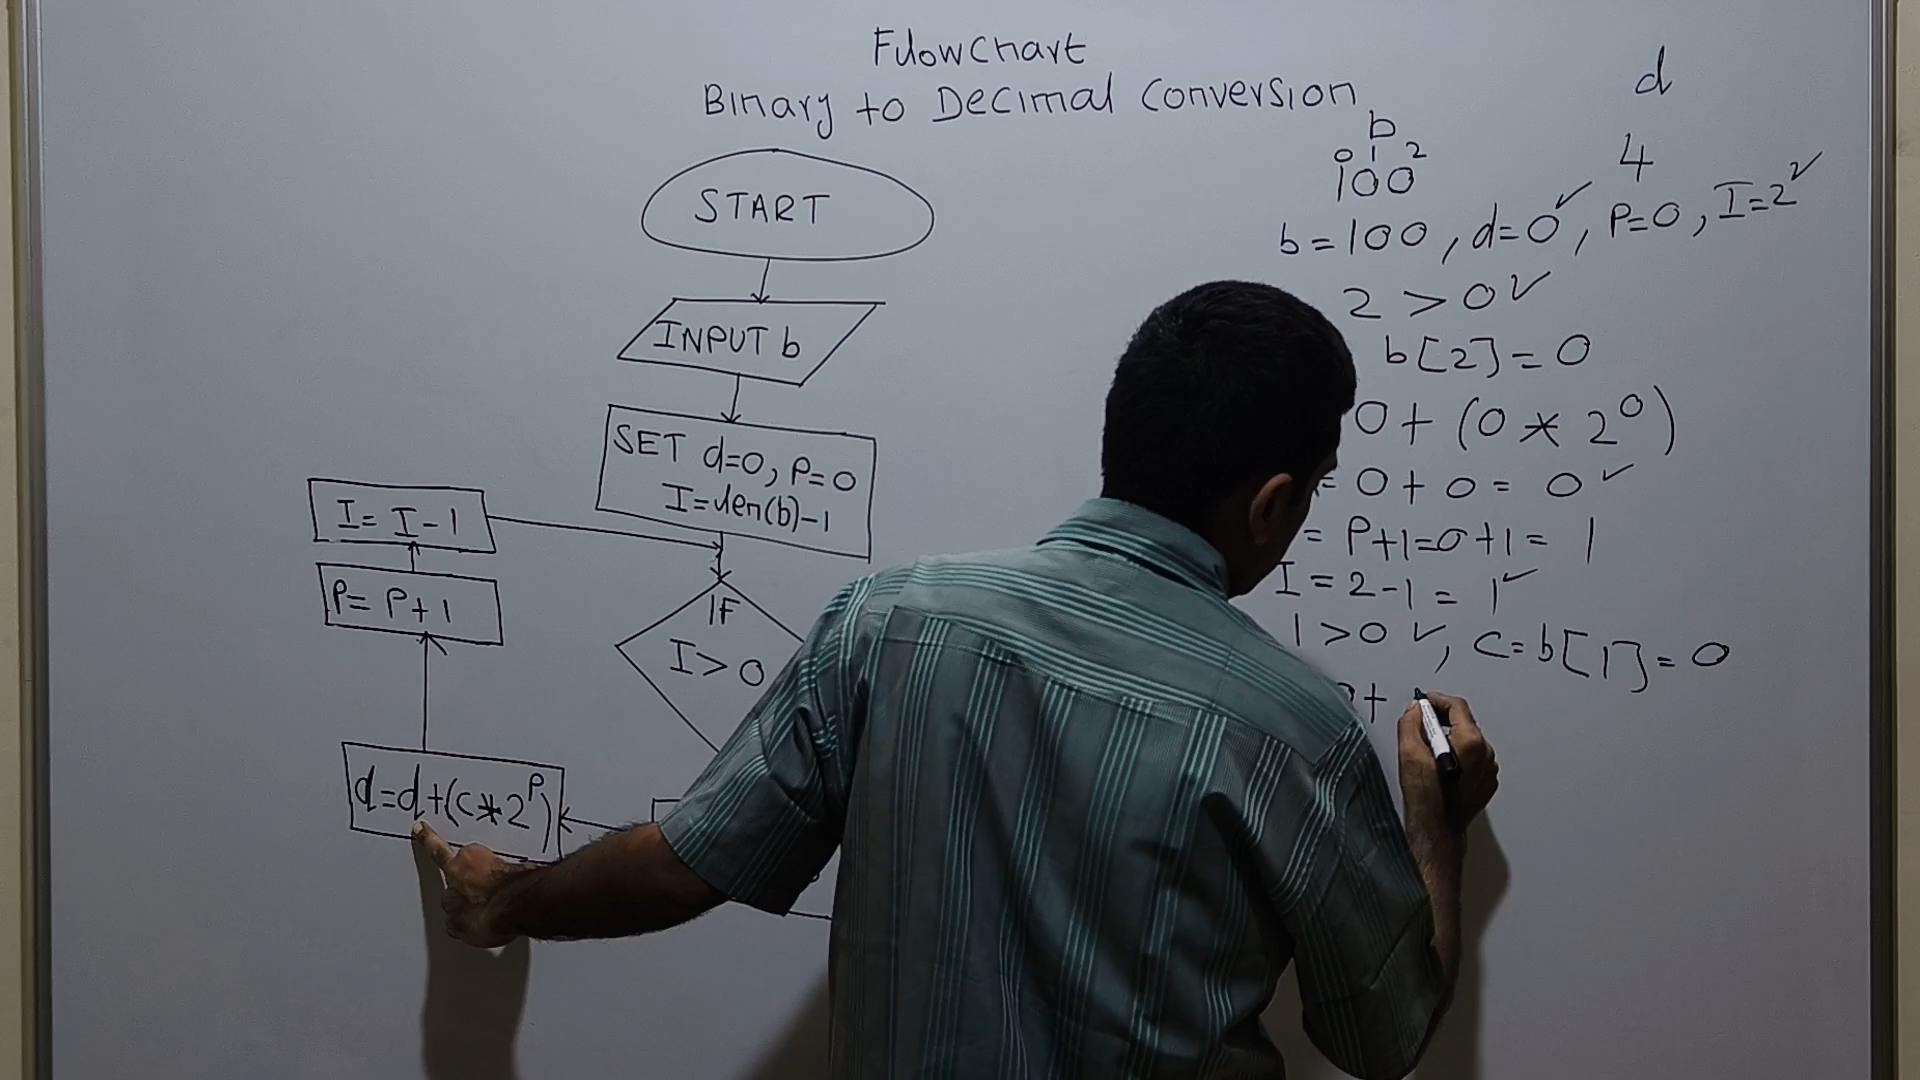 Flowchart
Binary to Decimal Conversion
START
INPUT b
SET d=0, P=0
I=len(b)-1
I= I-1
P= P+1
IF
I>0
d=d+(c*2^P)
b
d
0 1 2
100
4
b=100, d=0✓, P=0, I=2✓
2 > 0✓
b[2]=0
0+ (0 * 2^0)
= 0+0= 0✓
= P+1=0+1= 1
I=2-1= 1✓
1>0 ✓, c=b[1]=0
+